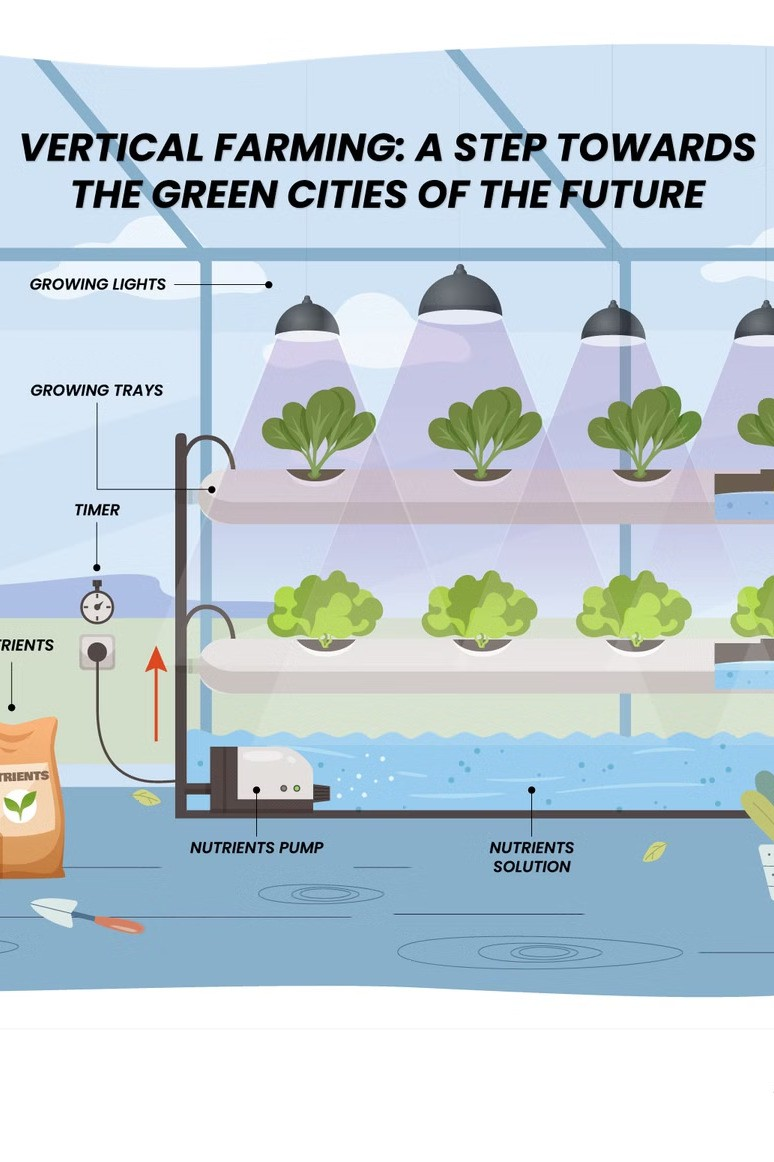 VERTICAL FARMING: A STEP TOWARDS
THE GREEN CITIES OF THE FUTURE
GROWING LIGHTS
GROWING TRAYS
TIMER
TRIENTS
TRIENTS
NUTRIENTS PUMP
NUTRIENTS
SOLUTION